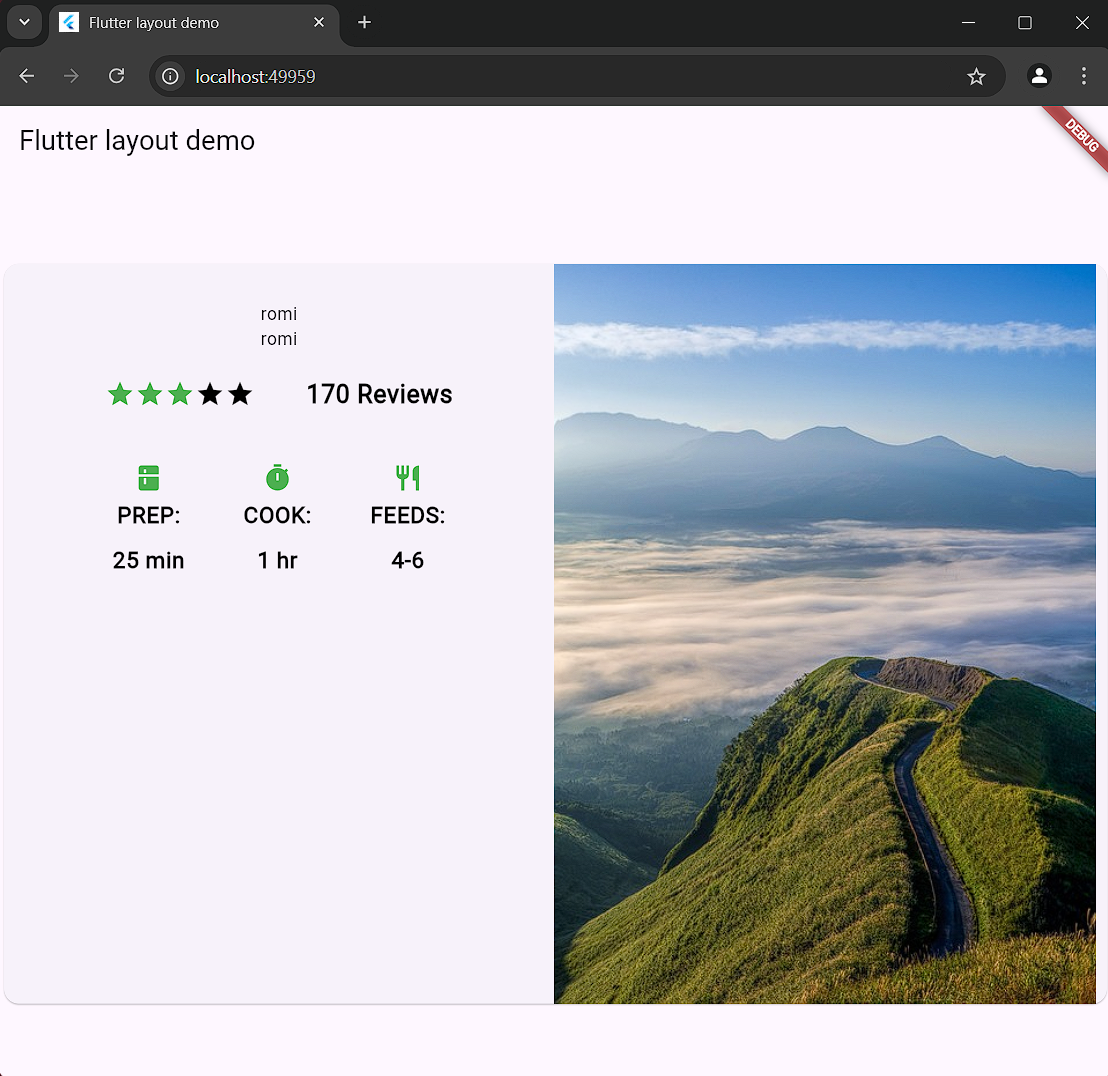 Flutter layout demo
localhost:49959
Flutter layout demo
DEBUG
romi
romi
170 Reviews
PREP: COOK: FEEDS:
25 min 1 hr 4-6